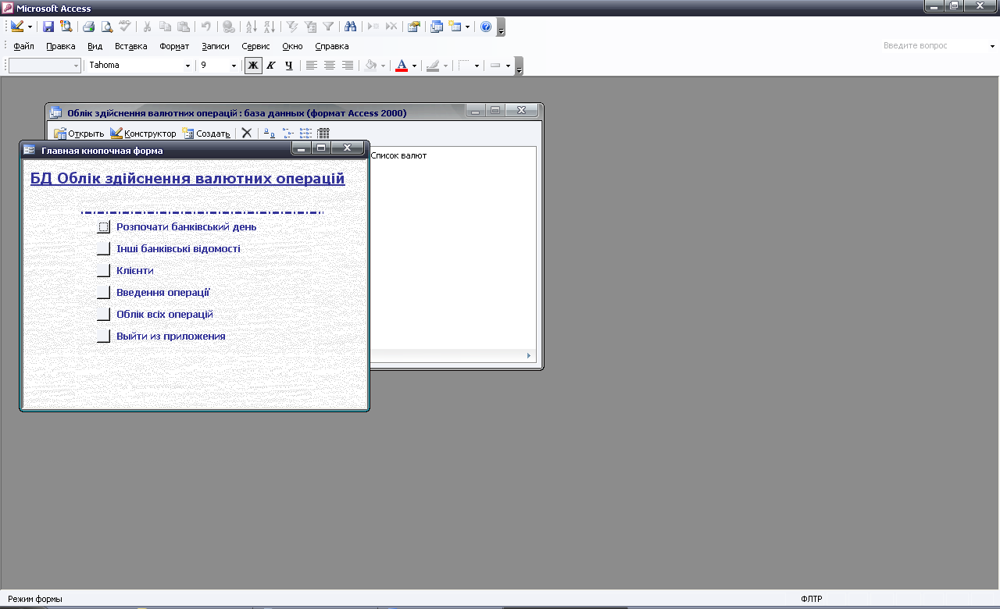 Microsoft Access
Файл Правка Вид Вставка Формат Записи Сервис Окно Справка
Введите вопрос
Tahoma 9 Ж К Ч А
Облік здійснення валютних операцій : база данных (формат Access 2000)
Открыть Конструктор Создать
Главная кнопочная форма
Список валют
БД Облік здійснення валютних операцій
Розпочати банківський день
Інші банківські відомості
Клієнти
Введення операції
Облік всіх операцій
Выйти из приложения
Режим формы
ФЛТР